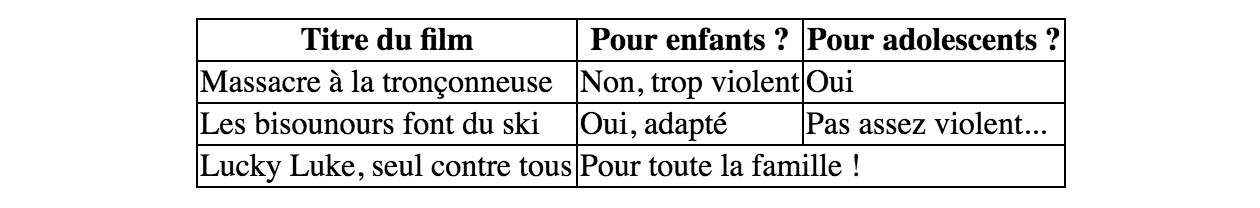 Titre du film Pour enfants ? Pour adolescents ?
Massacre à la tronçonneuse Non, trop violent Oui
Les bisounours font du ski Oui, adapté Pas assez violent...
Lucky Luke, seul contre tous Pour toute la famille !